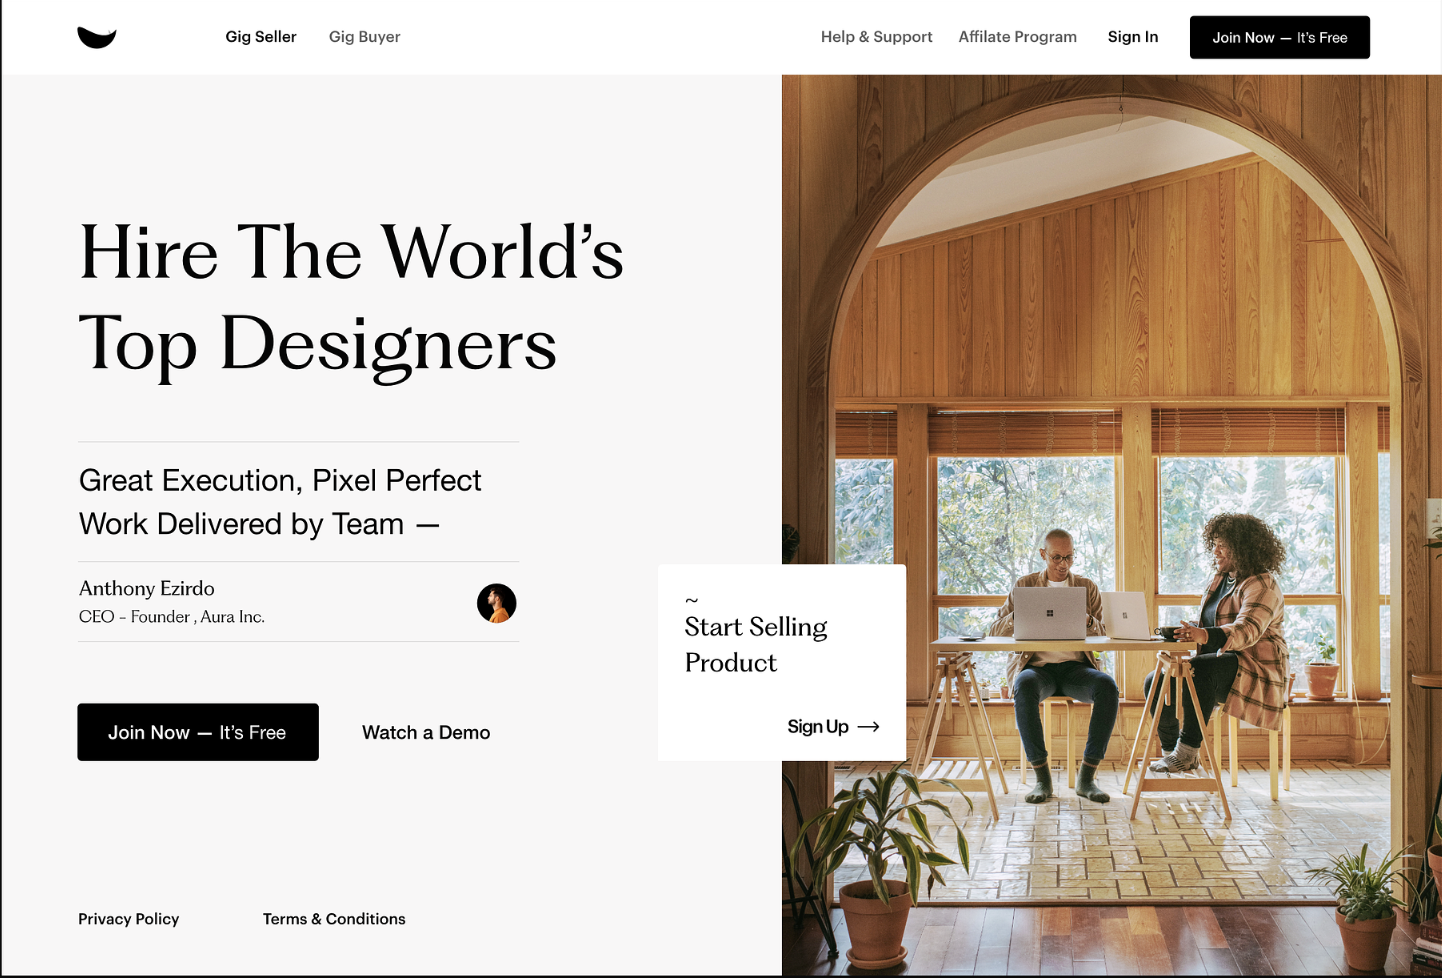 Gig Seller
Gig Buyer
Help & Support
Affilate Program
Sign In
Join Now — It's Free
Hire The World's
Top Designers
Great Execution, Pixel Perfect
Work Delivered by Team —
Anthony Ezirdo
CEO - Founder , Aura Inc.
Join Now — It's Free
Watch a Demo
~
Start Selling
Product
Sign Up →
Privacy Policy
Terms & Conditions